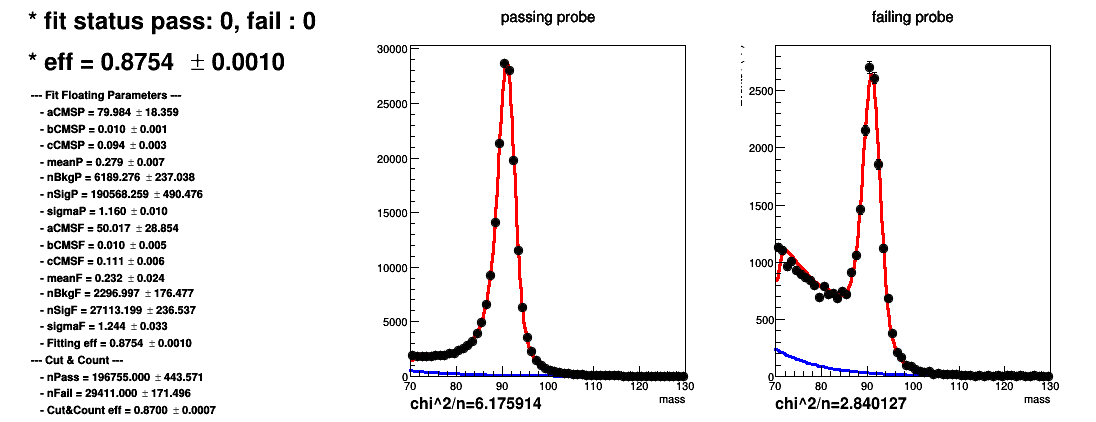 * fit status pass: 0, fail : 0
* eff = 0.8754 ± 0.0010
--- Fit Floating Parameters ---
- aCMSP = 79.984 ± 18.359
- bCMSP = 0.010 ± 0.001
- cCMSP = 0.094 ± 0.003
- meanP = 0.279 ± 0.007
- nBkgP = 6189.276 ± 237.038
- nSigP = 190568.259 ± 490.476
- sigmaP = 1.160 ± 0.010
- aCMSF = 50.017 ± 28.854
- bCMSF = 0.010 ± 0.005
- cCMSF = 0.111 ± 0.006
- meanF = 0.232 ± 0.024
- nBkgF = 2296.997 ± 176.477
- nSigF = 27113.199 ± 236.537
- sigmaF = 1.244 ± 0.033
- Fitting eff = 0.8754 ± 0.0010
--- Cut & Count ---
- nPass = 196755.000 ± 443.571
- nFail = 29411.000 ± 171.496
- Cut&Count eff = 0.8700 ± 0.0007
passing probe
30000
25000
20000
15000
10000
5000
0
70 80 90 100 110 120 130
mass
chi^2/n=6.175914
failing probe
2500
2000
1500
1000
500
0
70 80 90 100 110 120 130
mass
chi^2/n=2.840127